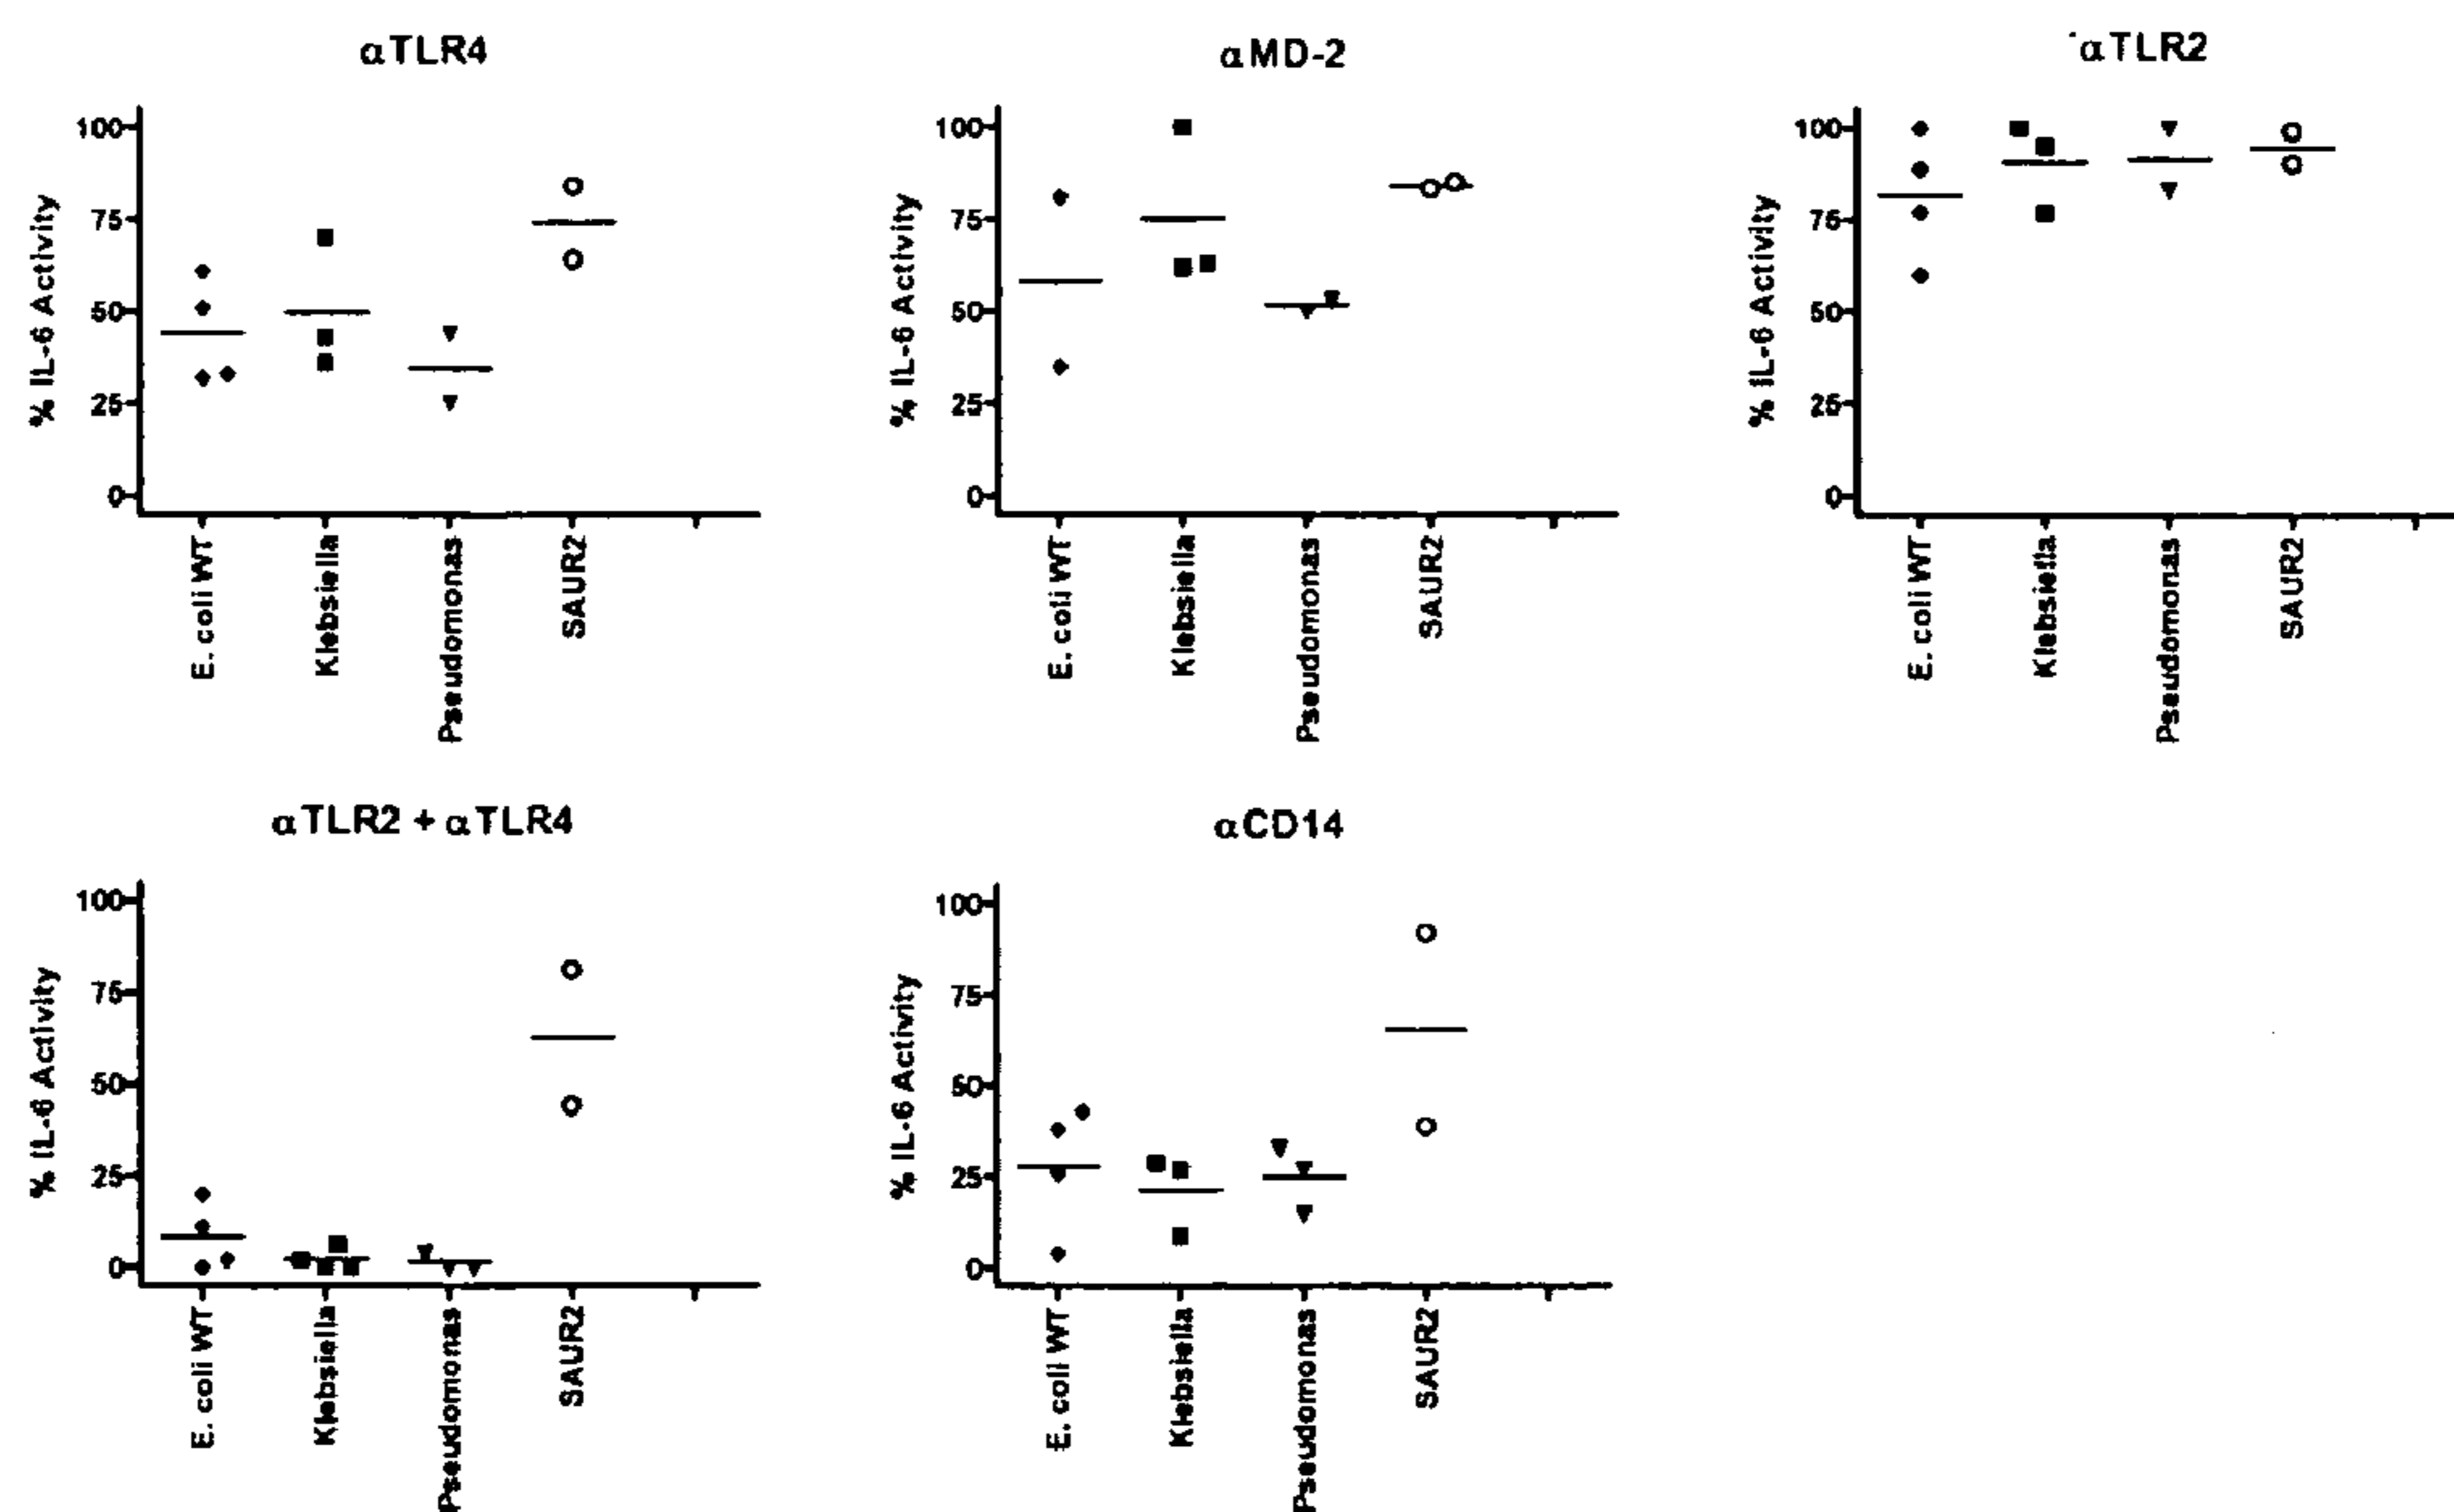 αTLR4
% IL-6 Activity
100
75
50
25
0
E. coli WT
Klebsiella
Pseudomonas
SAUR2
αMD-2
% IL-6 Activity
100
75
50
25
0
E. coli WT
Klebsiella
Pseudomonas
SAUR2
αTLR2
% IL-6 Activity
100
75
50
25
0
E. coli WT
Klebsiella
Pseudomonas
SAUR2
αTLR2 + αTLR4
% IL-6 Activity
100
75
50
25
0
E. coli WT
Klebsiella
Pseudomonas
SAUR2
αCD14
% IL-6 Activity
100
75
50
25
0
E. coli WT
Klebsiella
Pseudomonas
SAUR2